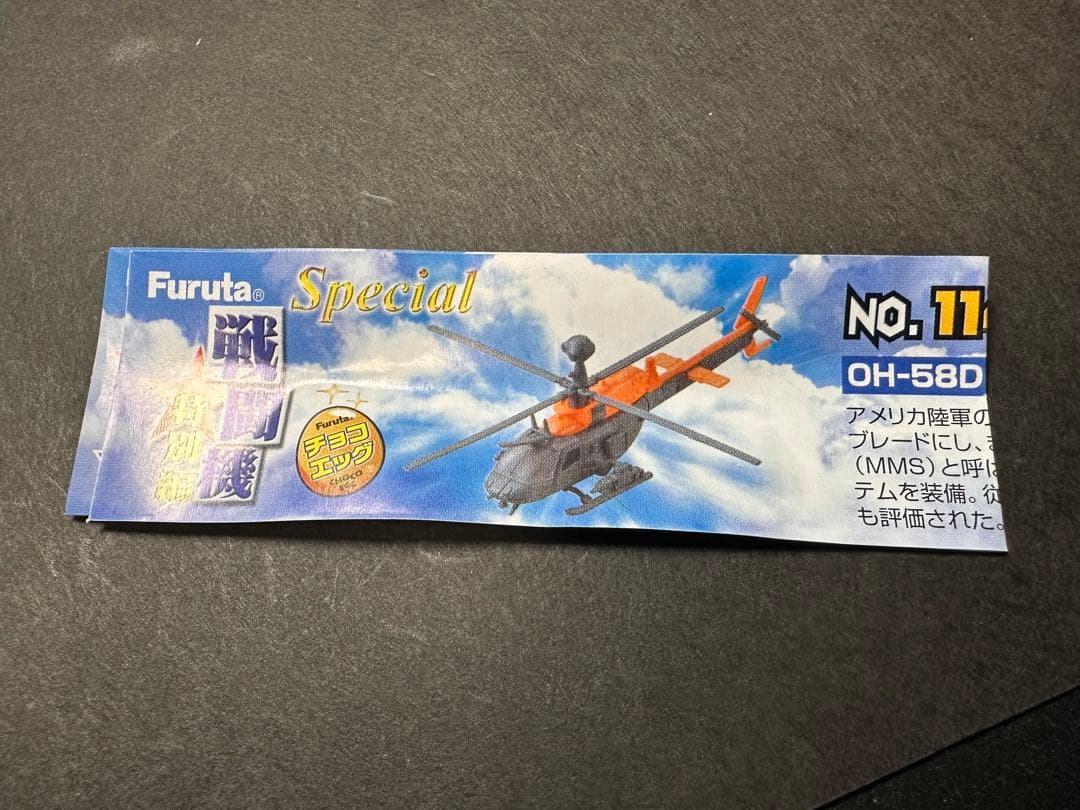 Furuta®
Special
戦闘機
特別編
Furuta
チョコ
エッグ
CHOCO
EGG
NO. 11
OH-58D
アメリカ陸軍の
ブレードにし、
(MMS)と呼
テムを装備。従
も評価された。